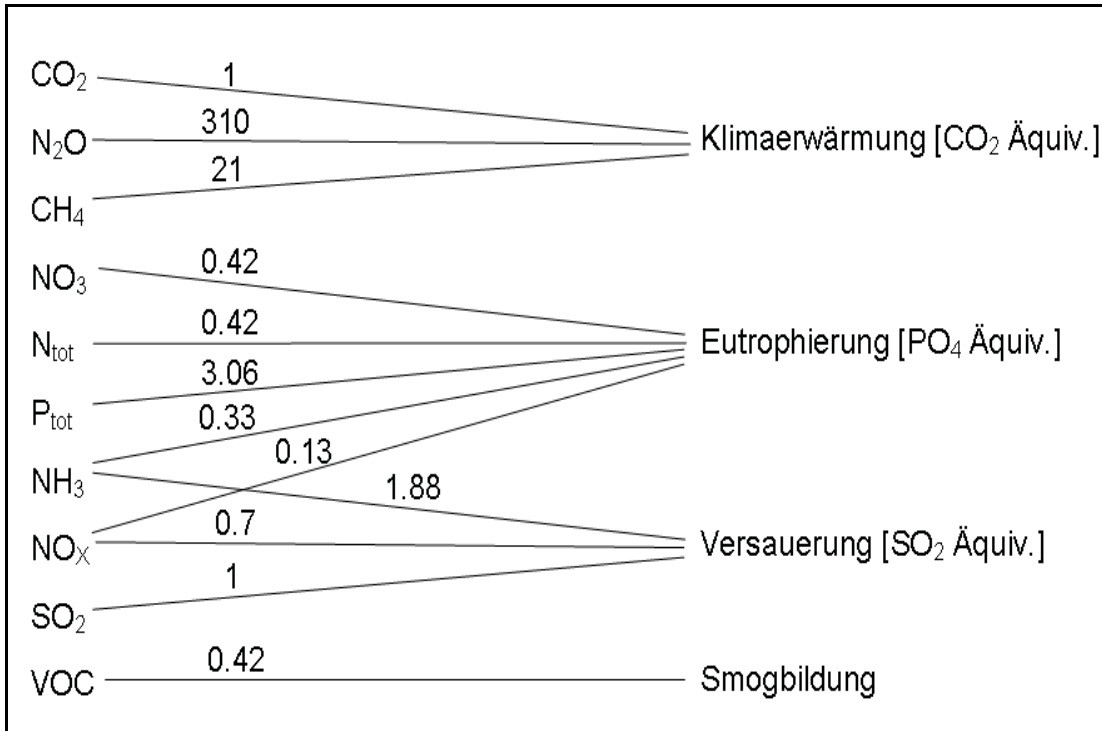 CO₂
1
N₂O
310
Klimaerwärmung [CO₂ Äquiv.]
CH₄
21
NO₃
0.42
Nₜₒₜ
0.42
Eutrophierung [PO₄ Äquiv.]
Pₜₒₜ
3.06
0.33
0.13
NH₃
1.88
NOₓ
0.7
Versauerung [SO₂ Äquiv.]
SO₂
1
VOC
0.42
Smogbildung